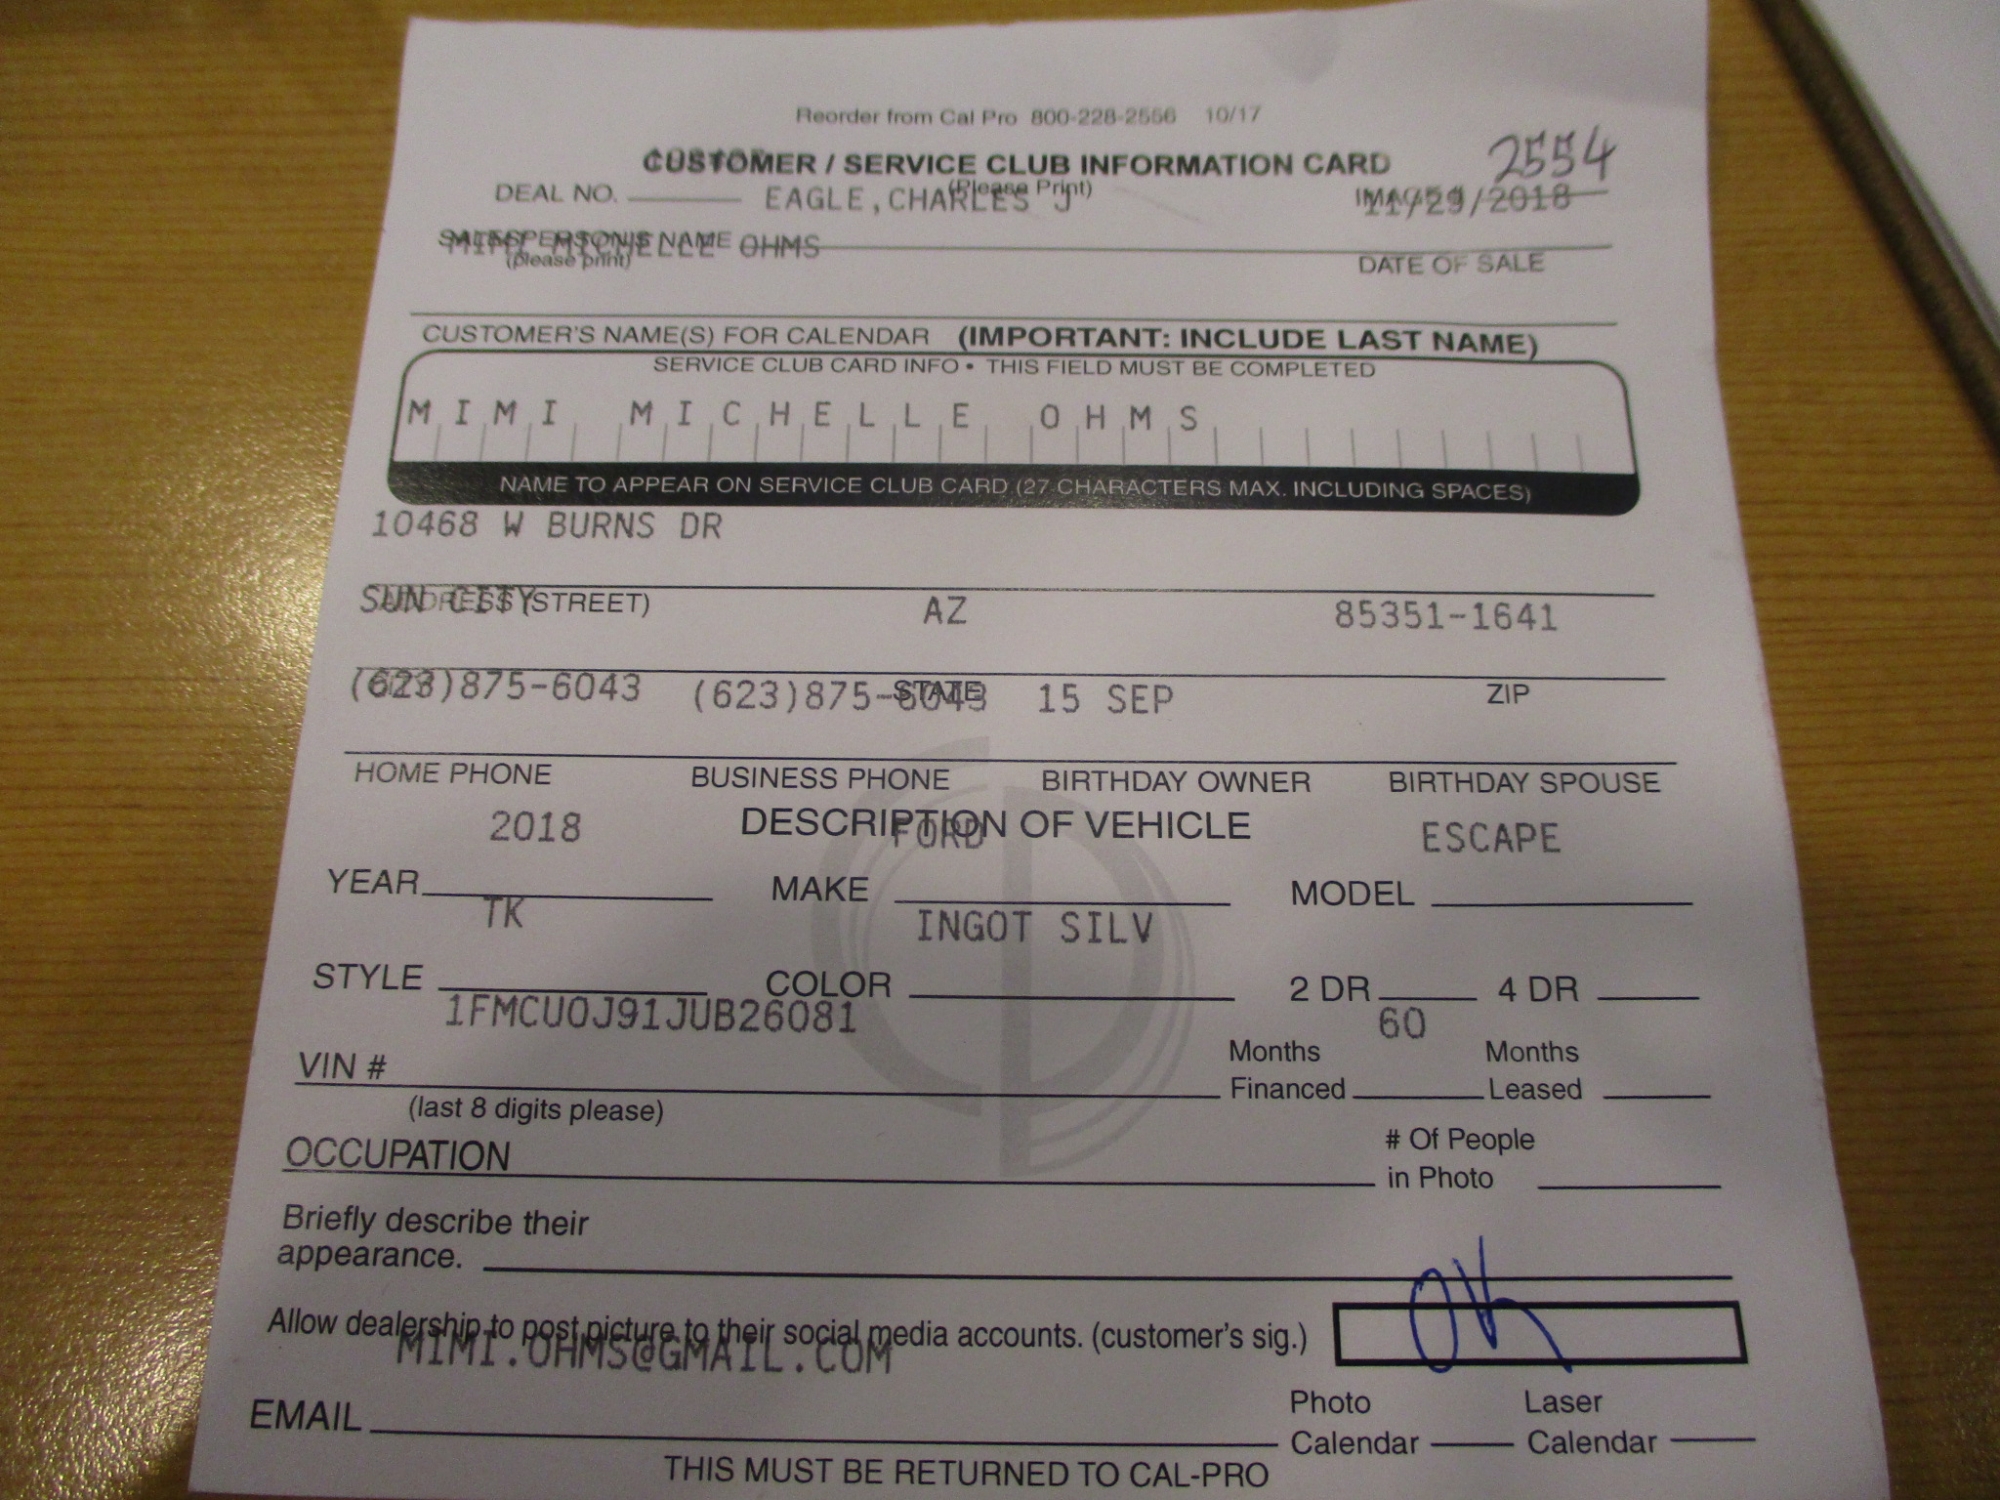 Reorder from Cal Pro 800-228-2556 10/17
CUSTOMER / SERVICE CLUB INFORMATION CARD 2554
(Please Print)
DEAL NO. EAGLE,CHARLES J 11/29/2018
SALESPERSON'S NAME
MIMI MICHELLE OHMS
(please print) DATE OF SALE
CUSTOMER'S NAME(S) FOR CALENDAR (IMPORTANT: INCLUDE LAST NAME)
SERVICE CLUB CARD INFO • THIS FIELD MUST BE COMPLETED
MIMI MICHELLE OHMS
NAME TO APPEAR ON SERVICE CLUB CARD (27 CHARACTERS MAX. INCLUDING SPACES)
10468 W BURNS DR
ADDRESS (STREET)
SUN CITY AZ 85351-1641
STATE ZIP
(623)875-6043 (623)875-6043 15 SEP
HOME PHONE BUSINESS PHONE BIRTHDAY OWNER BIRTHDAY SPOUSE
DESCRIPTION OF VEHICLE
2018 FORD ESCAPE
YEAR MAKE MODEL
TK INGOT SILV
STYLE COLOR 2 DR 4 DR
1FMCU0J91JUB26081 60
VIN # Months Financed Months Leased
(last 8 digits please)
OCCUPATION # Of People in Photo
Briefly describe their
appearance.
Allow dealership to post picture to their social media accounts. (customer's sig.) OK
MIMI.OHMS@GMAIL.COM
EMAIL Photo Calendar Laser Calendar
THIS MUST BE RETURNED TO CAL-PRO